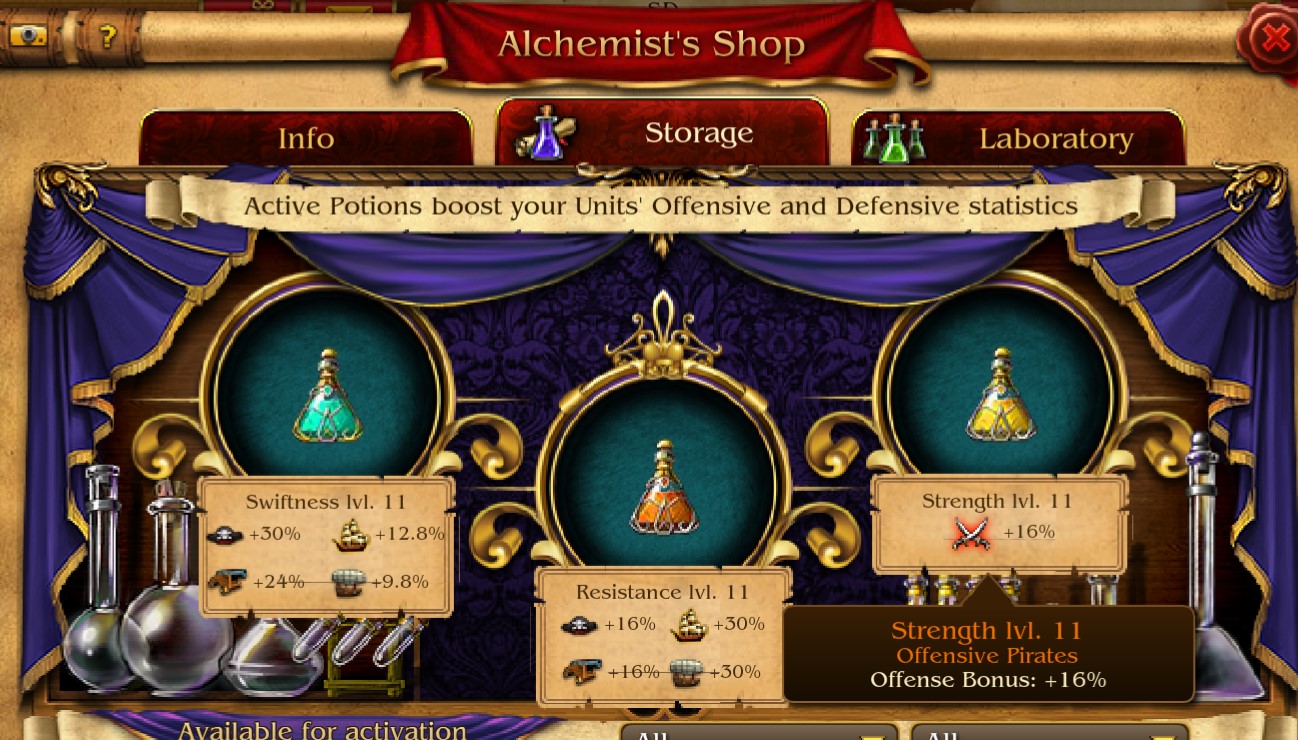 Alchemist's Shop
?
Info
Storage
Laboratory
Active Potions boost your Units' Offensive and Defensive statistics
Swiftness lvl. 11
+30% +12.8%
+24% +9.8%
Resistance lvl. 11
+16% +30%
+16% +30%
Strength lvl. 11
+16%
Strength lvl. 11
Offensive Pirates
Offense Bonus: +16%
Available for activation
All
All